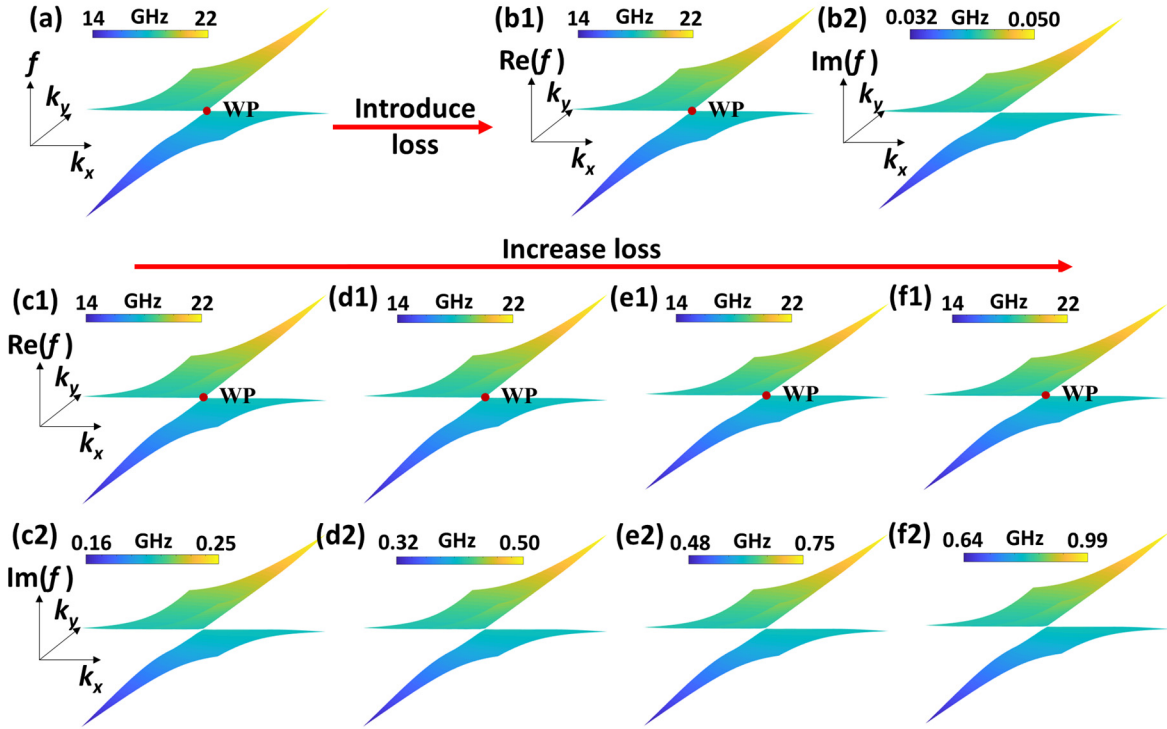 (a)
14 GHz 22
f
k_y
k_x
WP
Introduce
loss
(b1)
14 GHz 22
Re(f)
k_y
k_x
WP
(b2)
0.032 GHz 0.050
Im(f)
k_y
k_x
Increase loss
(c1)
14 GHz 22
Re(f)
k_y
k_x
WP
(d1)
14 GHz 22
WP
(e1)
14 GHz 22
WP
(f1)
14 GHz 22
WP
(c2)
0.16 GHz 0.25
Im(f)
k_y
k_x
(d2)
0.32 GHz 0.50
(e2)
0.48 GHz 0.75
(f2)
0.64 GHz 0.99